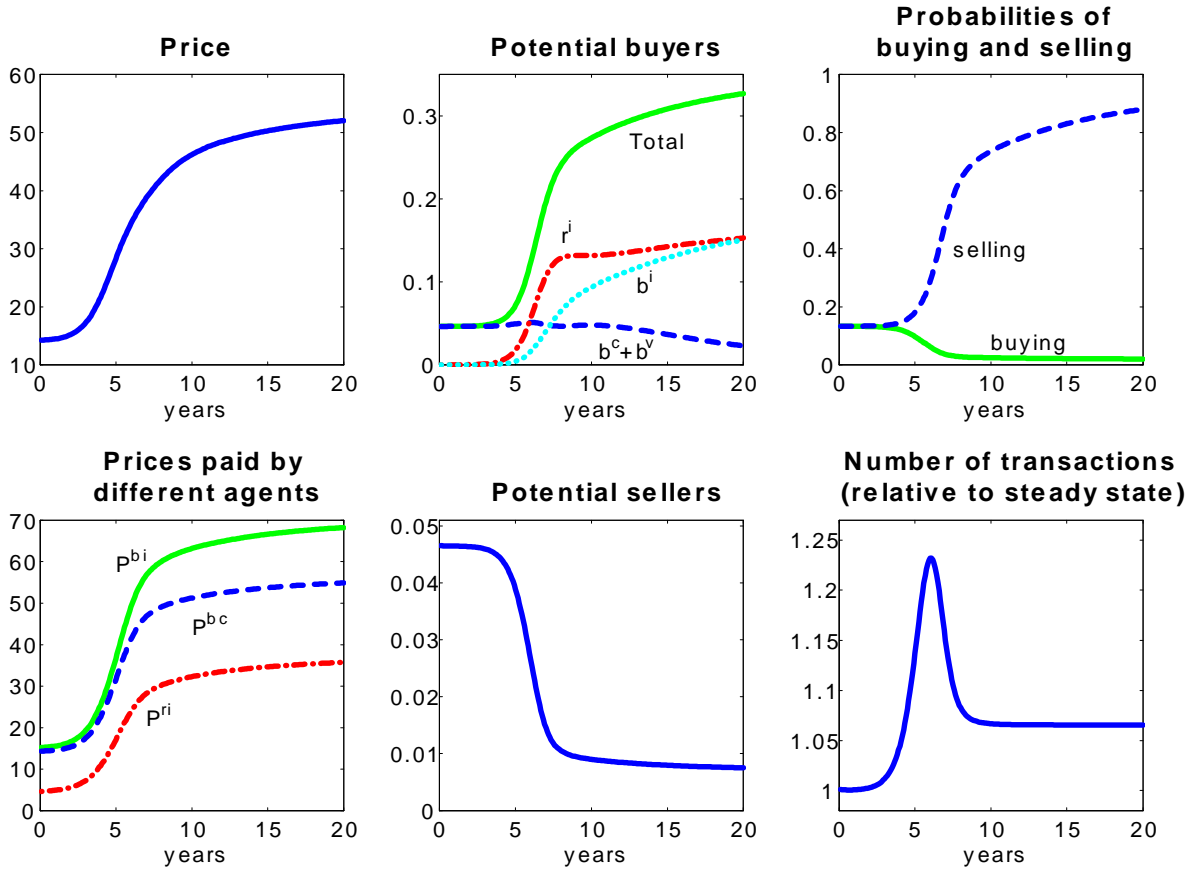 Price
60
50
40
30
20
10
0 5 10 15 20
years
Potential buyers
0.3
0.2
0.1
0
Total
r^i
b^i
b^c+b^v
0 5 10 15 20
years
Probabilities of
buying and selling
1
0.8
0.6
0.4
0.2
0
selling
buying
0 5 10 15 20
years
Prices paid by
different agents
70
60
50
40
30
20
10
0
P^bi
P^bc
P^ri
0 5 10 15 20
years
Potential sellers
0.05
0.04
0.03
0.02
0.01
0
0 5 10 15 20
years
Number of transactions
(relative to steady state)
1.25
1.2
1.15
1.1
1.05
1
0 5 10 15 20
years